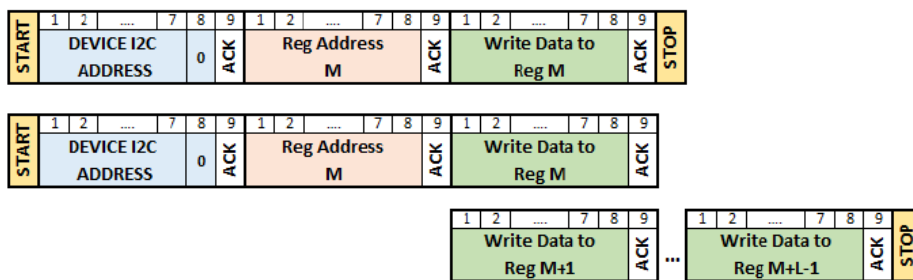 START 1 2 .... 7 8 9 1 2 .... 7 8 9 1 2 .... 7 8 9 STOP
DEVICE I2C ADDRESS 0 ACK Reg Address M ACK Write Data to Reg M ACK
START 1 2 .... 7 8 9 1 2 .... 7 8 9 1 2 .... 7 8 9
DEVICE I2C ADDRESS 0 ACK Reg Address M ACK Write Data to Reg M ACK
1 2 .... 7 8 9 1 2 .... 7 8 9 STOP
Write Data to Reg M+1 ACK ... Write Data to Reg M+L-1 ACK